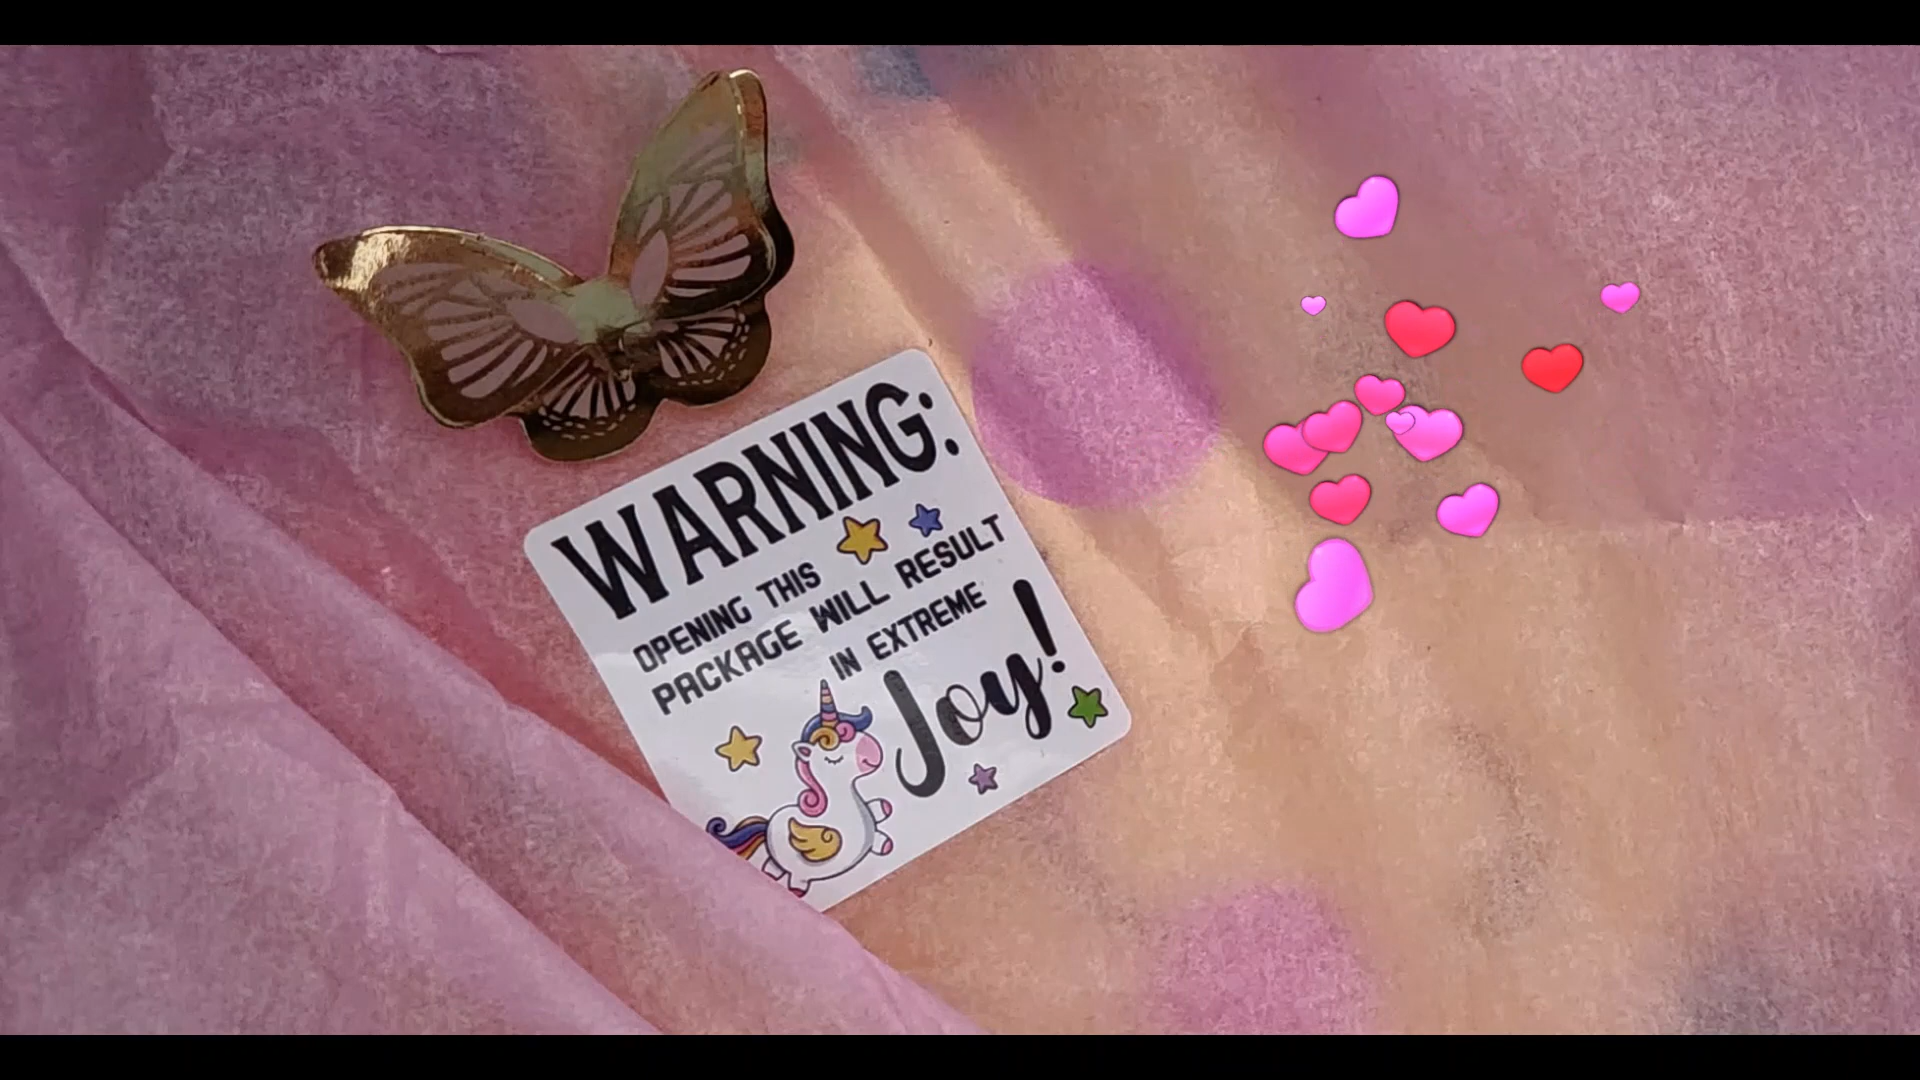 WARNING:
OPENING THIS
PACKAGE WILL RESULT
IN EXTREME
Joy!